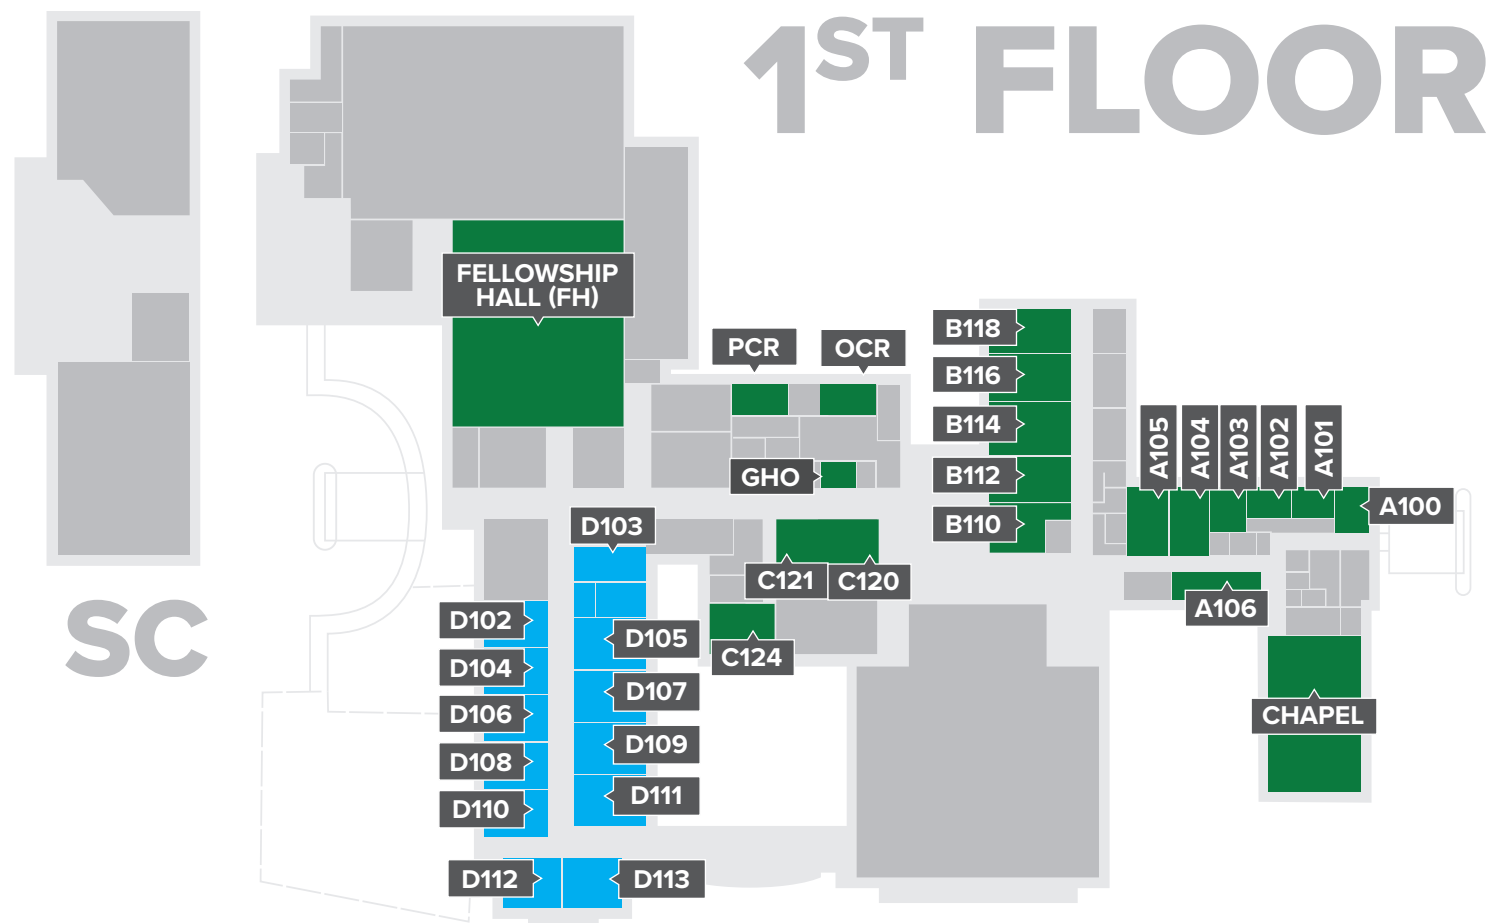 1ST FLOOR
FELLOWSHIP
HALL (FH)
PCR
OCR
GHO
B118
B116
B114
B112
B110
A105
A104
A103
A102
A101
A100
A106
CHAPEL
C121
C120
C124
SC
D103
D102
D105
D104
D107
D106
D109
D108
D111
D110
D112
D113